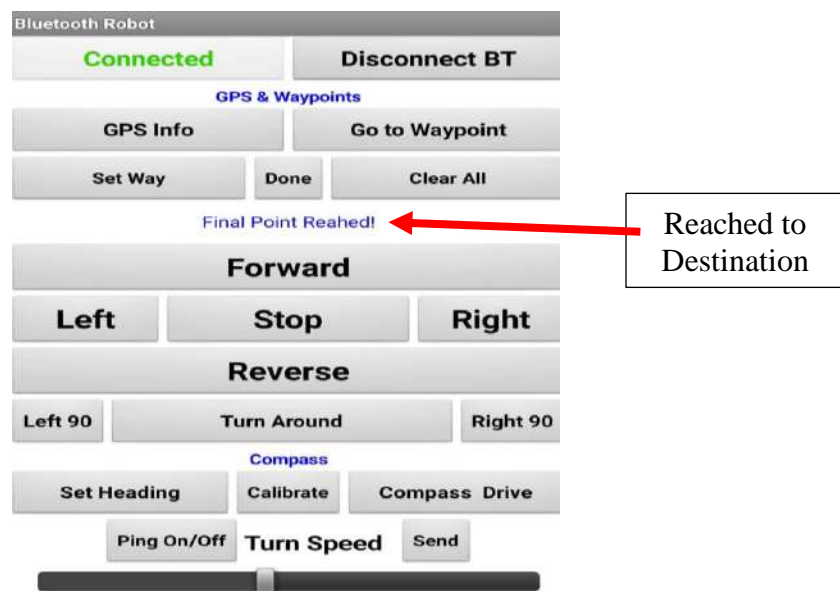 Bluetooth Robot
Connected Disconnect BT
GPS & Waypoints
GPS Info Go to Waypoint
Set Way Done Clear All
Final Point Reahed!
Reached to
Destination
Forward
Left Stop Right
Reverse
Left 90 Turn Around Right 90
Compass
Set Heading Calibrate Compass Drive
Ping On/Off Turn Speed Send